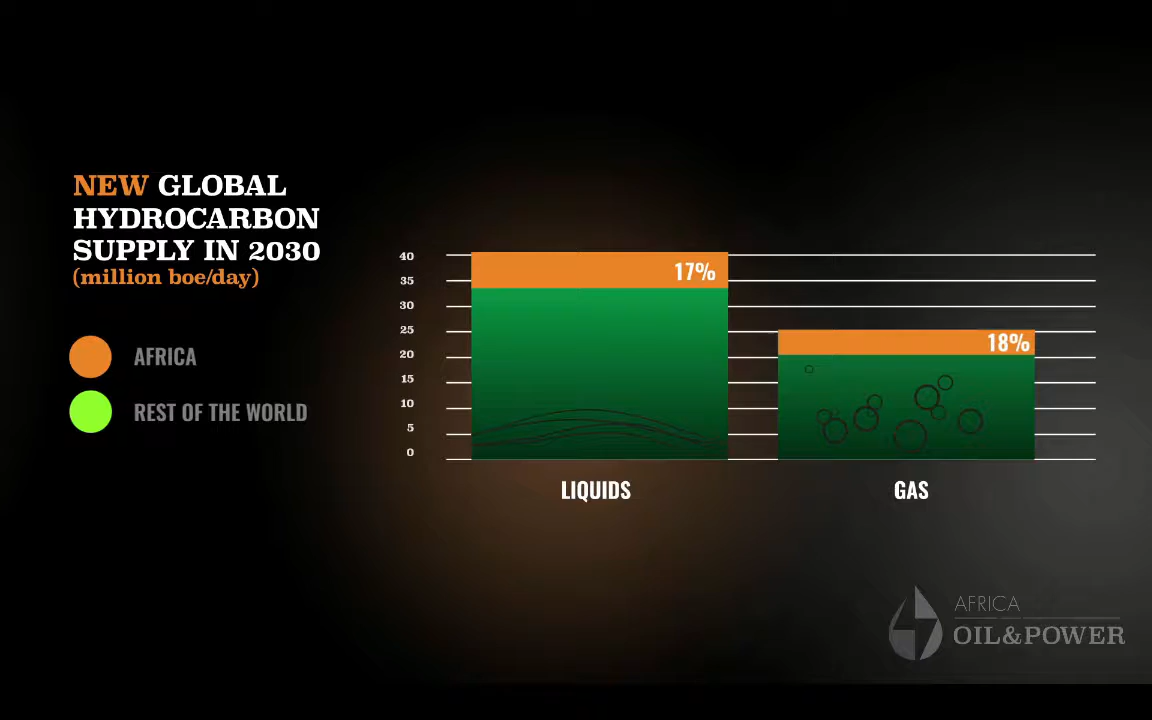 NEW GLOBAL
HYDROCARBON
SUPPLY IN 2030
(million boe/day)
AFRICA
REST OF THE WORLD
40
35
30
25
20
15
10
5
0
17%
18%
LIQUIDS
GAS
AFRICA
OIL&POWER